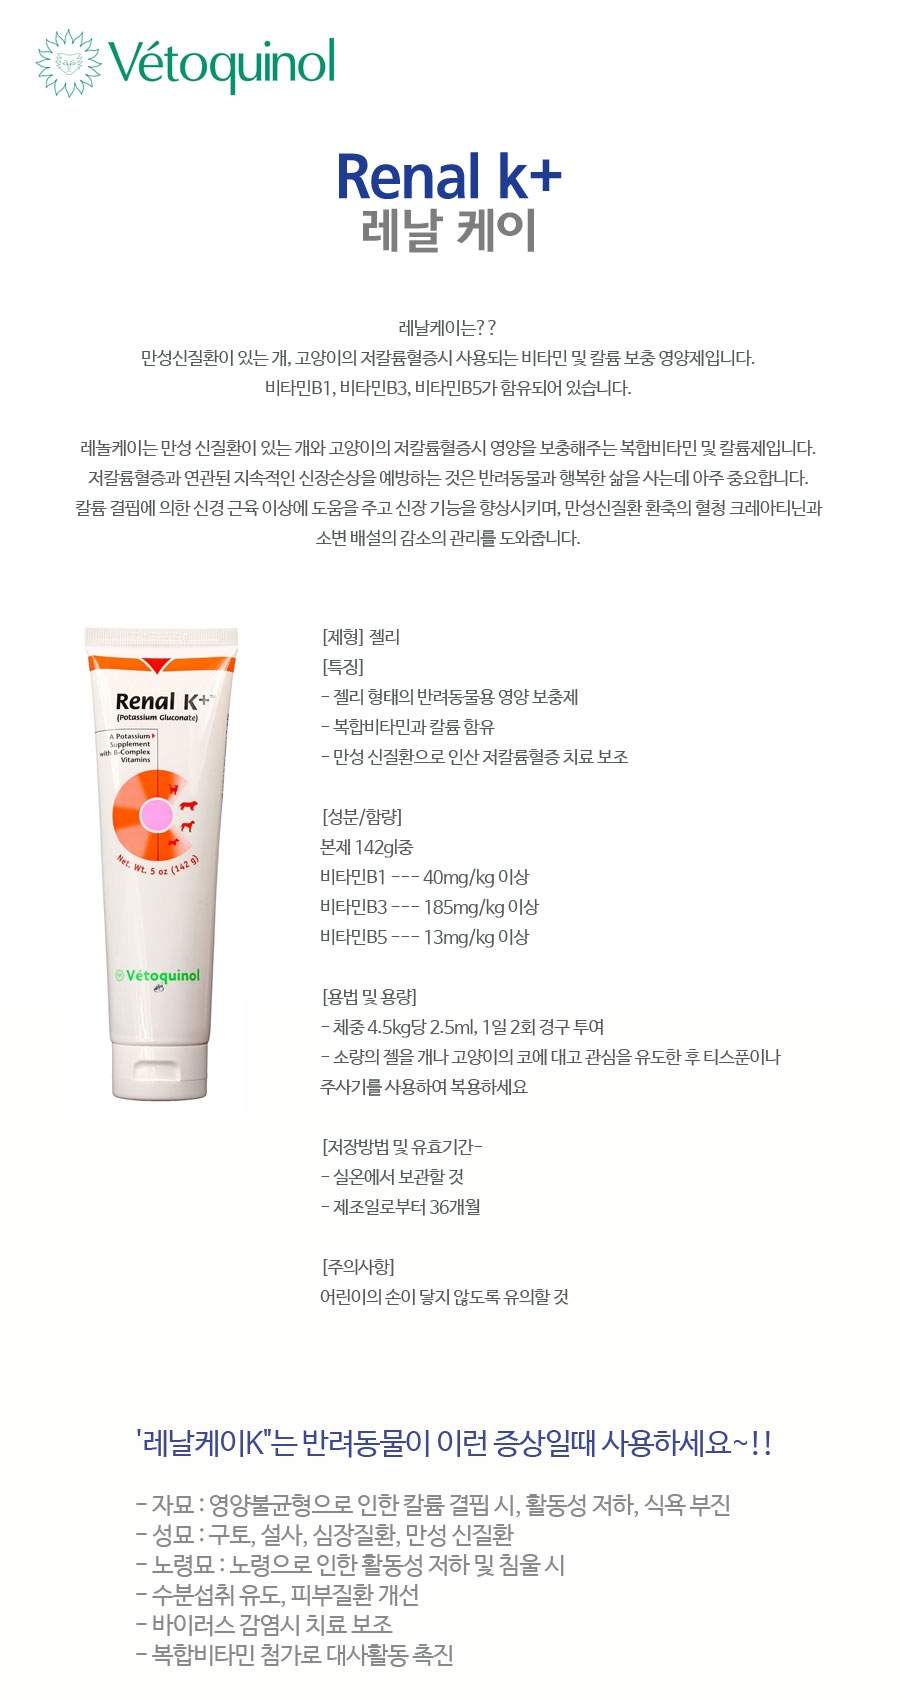 Vétoquinol
Renal k+
레날 케이
레날케이는??
만성신질환이 있는 개, 고양이의 저칼륨혈증시 사용되는 비타민 및 칼륨 보충 영양제입니다.
비타민B1, 비타민B3, 비타민B5가 함유되어 있습니다.
레놀케이는 만성 신질환이 있는 개와 고양이의 저칼륨혈증시 영양을 보충해주는 복합비타민 및 칼륨제입니다.
저칼륨혈증과 연관된 지속적인 신장손상을 예방하는 것은 반려동물과 행복한 삶을 사는데 아주 중요합니다.
칼륨 결핍에 의한 신경 근육 이상에 도움을 주고 신장 기능을 향상시키며, 만성신질환 환축의 혈청 크레아티닌과
소변 배설의 감소의 관리를 도와줍니다.
Renal K+™
(Potassium Gluconate)
A Potassium
Supplement
with B-Complex
Vitamins
Net. Wt. 5 oz (142 g)
Vétoquinol
[제형] 젤리
[특징]
- 젤리 형태의 반려동물용 영양 보충제
- 복합비타민과 칼륨 함유
- 만성 신질환으로 인산 저칼륨혈증 치료 보조
[성분/함량]
본제 142gl중
비타민B1 --- 40mg/kg 이상
비타민B3 --- 185mg/kg 이상
비타민B5 --- 13mg/kg 이상
[용법 및 용량]
- 체중 4.5kg당 2.5ml, 1일 2회 경구 투여
- 소량의 젤을 개나 고양이의 코에 대고 관심을 유도한 후 티스푼이나
주사기를 사용하여 복용하세요
[저장방법 및 유효기간-
- 실온에서 보관할 것
- 제조일로부터 36개월
[주의사항]
어린이의 손이 닿지 않도록 유의할 것
'레날케이K"는 반려동물이 이런 증상일때 사용하세요~!!
- 자묘 : 영양불균형으로 인한 칼륨 결핍 시, 활동성 저하, 식욕 부진
- 성묘 : 구토, 설사, 심장질환, 만성 신질환
- 노령묘 : 노령으로 인한 활동성 저하 및 침울 시
- 수분섭취 유도, 피부질환 개선
- 바이러스 감염시 치료 보조
- 복합비타민 첨가로 대사활동 촉진